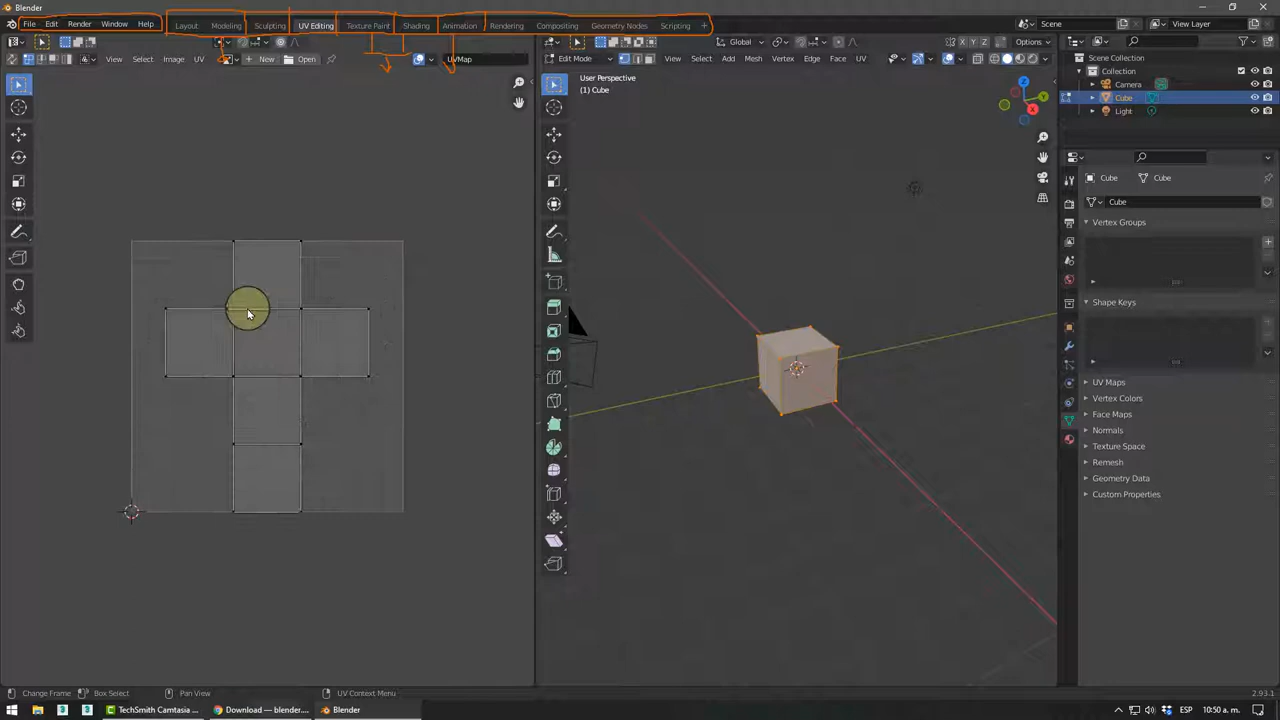 Blender
File Edit Render Window Help Layout Modeling Sculpting UV Editing Texture Paint Shading Animation Rendering Compositing Geometry Nodes Scripting + Scene View Layer
Global X Y Z Options
View Select Image UV New Open UVMap Edit Mode View Select Add Mesh Vertex Edge Face UV
Scene Collection
Collection
Camera
Cube
Light
User Perspective
(1) Cube
Z
Y
X
Cube Cube
Cube
Vertex Groups
Shape Keys
UV Maps
Vertex Colors
Face Maps
Normals
Texture Space
Remesh
Geometry Data
Custom Properties
Change Frame Box Select Pan View UV Context Menu 2.93.1
TechSmith Camtasia ... Download — blender.... Blender ESP 10:50 a. m.